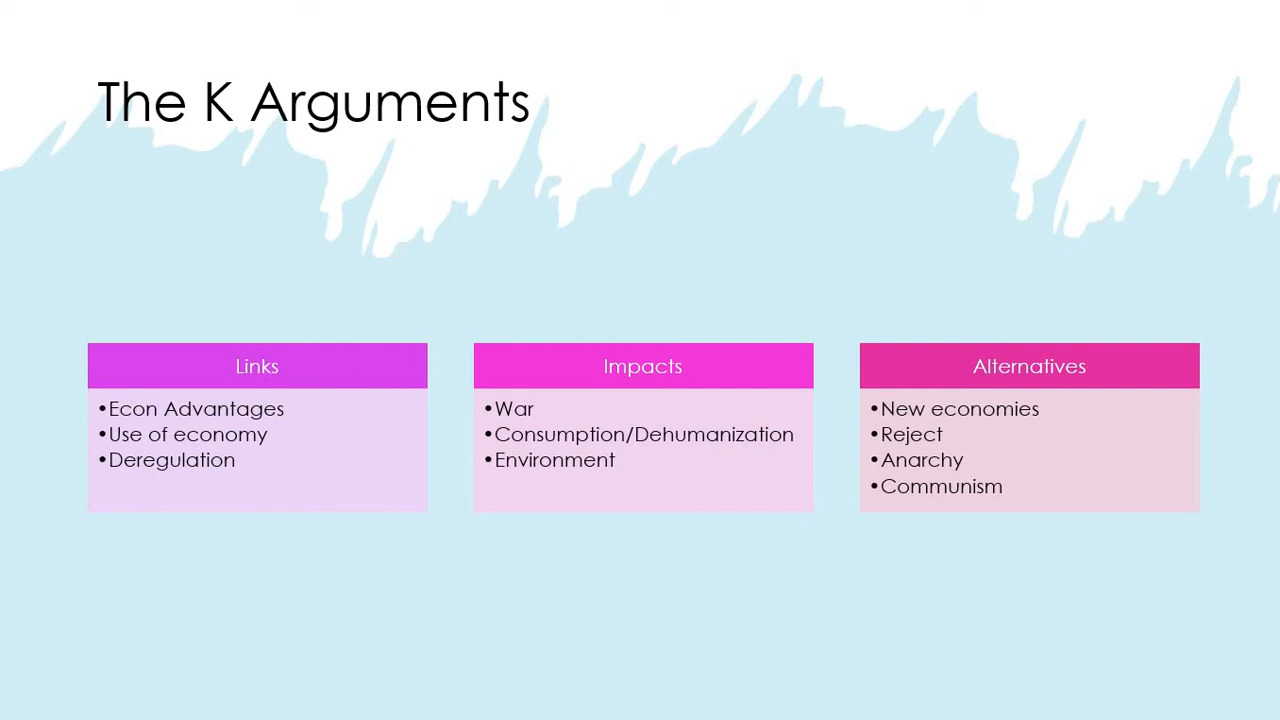 The K Arguments
Links
•Econ Advantages
•Use of economy
•Deregulation
Impacts
•War
•Consumption/Dehumanization
•Environment
Alternatives
•New economies
•Reject
•Anarchy
•Communism